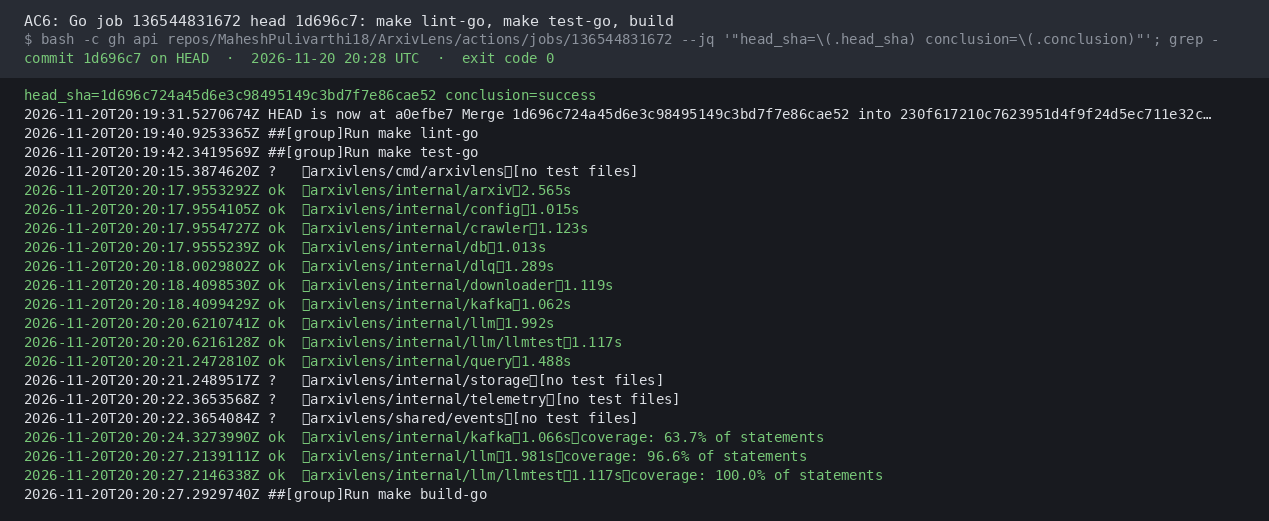 AC6: Go job 136544831672 head 1d696c7: make lint-go, make test-go, build
$ bash -c gh api repos/MaheshPulivarthi18/ArxivLens/actions/jobs/136544831672 --jq '"head_sha=\(.head_sha) conclusion=\(.conclusion)"'; grep -
commit 1d696c7 on HEAD · 2026-11-20 20:28 UTC · exit code 0
head_sha=1d696c724a45d6e3c98495149c3bd7f7e86cae52 conclusion=success
2026-11-20T20:19:31.5270674Z HEAD is now at a0efbe7 Merge 1d696c724a45d6e3c98495149c3bd7f7e86cae52 into 230f617210c7623951d4f9f24d5ec711e32c…
2026-11-20T20:19:40.9253365Z ##[group]Run make lint-go
2026-11-20T20:19:42.3419569Z ##[group]Run make test-go
2026-11-20T20:20:15.3874620Z ?   ▯arxivlens/cmd/arxivlens▯[no test files]
2026-11-20T20:20:17.9553292Z ok  ▯arxivlens/internal/arxiv▯2.565s
2026-11-20T20:20:17.9554105Z ok  ▯arxivlens/internal/config▯1.015s
2026-11-20T20:20:17.9554727Z ok  ▯arxivlens/internal/crawler▯1.123s
2026-11-20T20:20:17.9555239Z ok  ▯arxivlens/internal/db▯1.013s
2026-11-20T20:20:18.0029802Z ok  ▯arxivlens/internal/dlq▯1.289s
2026-11-20T20:20:18.4098530Z ok  ▯arxivlens/internal/downloader▯1.119s
2026-11-20T20:20:18.4099429Z ok  ▯arxivlens/internal/kafka▯1.062s
2026-11-20T20:20:20.6210741Z ok  ▯arxivlens/internal/llm▯1.992s
2026-11-20T20:20:20.6216128Z ok  ▯arxivlens/internal/llm/llmtest▯1.117s
2026-11-20T20:20:21.2472810Z ok  ▯arxivlens/internal/query▯1.488s
2026-11-20T20:20:21.2489517Z ?   ▯arxivlens/internal/storage▯[no test files]
2026-11-20T20:20:22.3653568Z ?   ▯arxivlens/internal/telemetry▯[no test files]
2026-11-20T20:20:22.3654084Z ?   ▯arxivlens/shared/events▯[no test files]
2026-11-20T20:20:24.3273990Z ok  ▯arxivlens/internal/kafka▯1.066s▯coverage: 63.7% of statements
2026-11-20T20:20:27.2139111Z ok  ▯arxivlens/internal/llm▯1.981s▯coverage: 96.6% of statements
2026-11-20T20:20:27.2146338Z ok  ▯arxivlens/internal/llm/llmtest▯1.117s▯coverage: 100.0% of statements
2026-11-20T20:20:27.2929740Z ##[group]Run make build-go